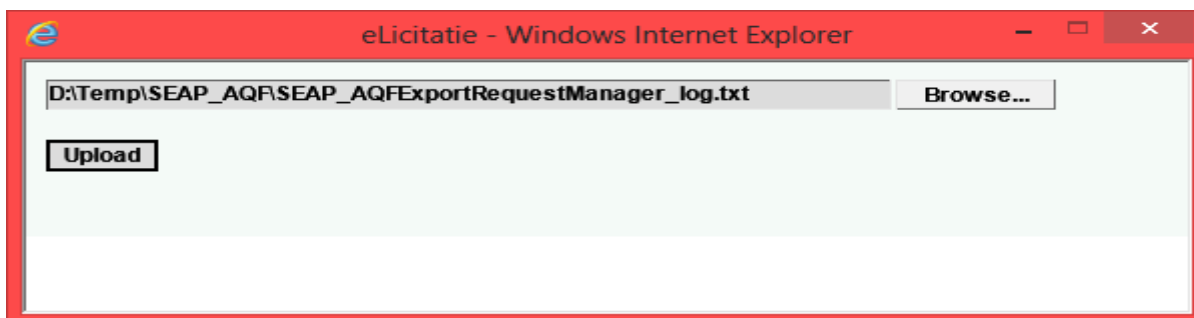 eLicitatie - Windows Internet Explorer
D:\Temp\SEAP_AQF\SEAP_AQFExportRequestManager_log.txt Browse...
Upload